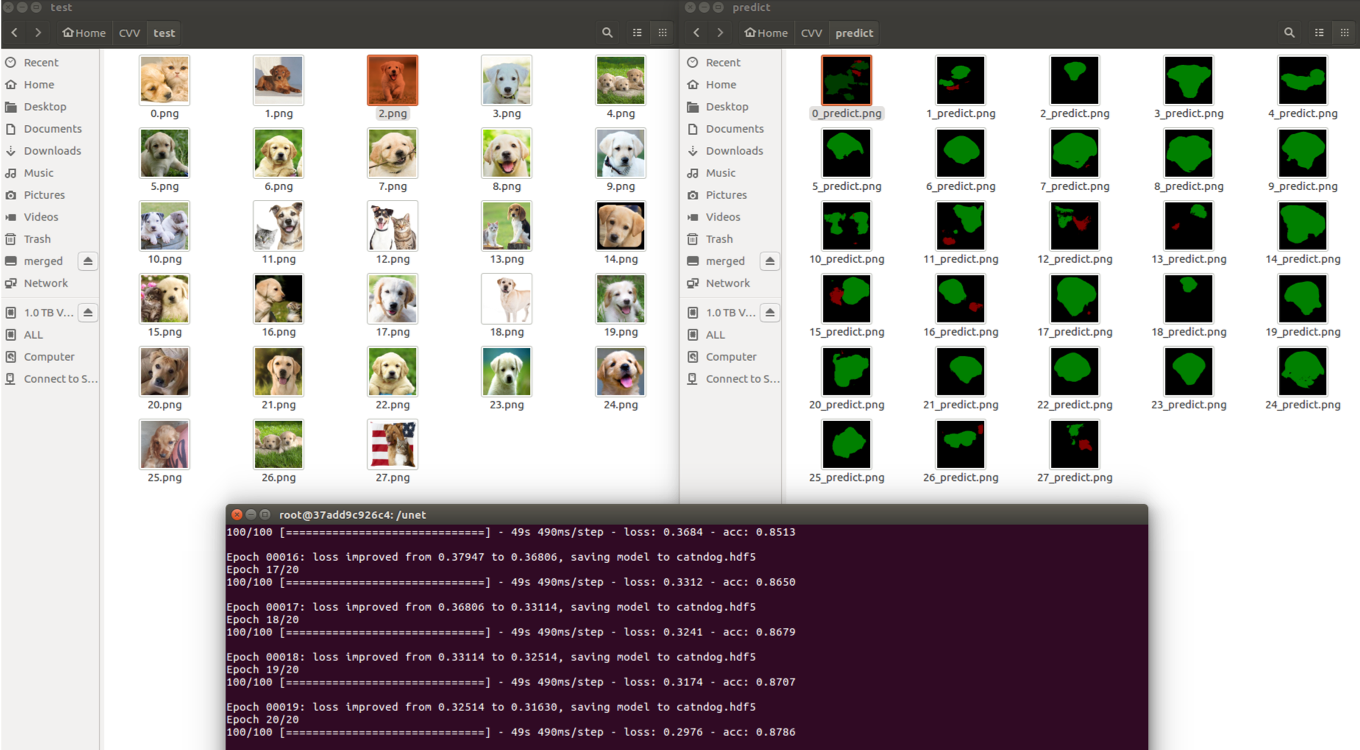 test
Home CVV test
Recent
Home
Desktop
Documents
Downloads
Music
Pictures
Videos
Trash
merged
Network
1.0 TB V...
ALL
Computer
Connect to S...
0.png 1.png 2.png 3.png 4.png
5.png 6.png 7.png 8.png 9.png
10.png 11.png 12.png 13.png 14.png
15.png 16.png 17.png 18.png 19.png
20.png 21.png 22.png 23.png 24.png
25.png 26.png 27.png
predict
Home CVV predict
Recent
Home
Desktop
Documents
Downloads
Music
Pictures
Videos
Trash
merged
Network
1.0 TB V...
ALL
Computer
Connect to S...
0_predict.png 1_predict.png 2_predict.png 3_predict.png 4_predict.png
5_predict.png 6_predict.png 7_predict.png 8_predict.png 9_predict.png
10_predict.png 11_predict.png 12_predict.png 13_predict.png 14_predict.png
15_predict.png 16_predict.png 17_predict.png 18_predict.png 19_predict.png
20_predict.png 21_predict.png 22_predict.png 23_predict.png 24_predict.png
25_predict.png 26_predict.png 27_predict.png
root@37add9c926c4: /unet
100/100 [==============================] - 49s 490ms/step - loss: 0.3684 - acc: 0.8513
Epoch 00016: loss improved from 0.37947 to 0.36806, saving model to catndog.hdf5
Epoch 17/20
100/100 [==============================] - 49s 490ms/step - loss: 0.3312 - acc: 0.8650
Epoch 00017: loss improved from 0.36806 to 0.33114, saving model to catndog.hdf5
Epoch 18/20
100/100 [==============================] - 49s 490ms/step - loss: 0.3241 - acc: 0.8679
Epoch 00018: loss improved from 0.33114 to 0.32514, saving model to catndog.hdf5
Epoch 19/20
100/100 [==============================] - 49s 490ms/step - loss: 0.3174 - acc: 0.8707
Epoch 00019: loss improved from 0.32514 to 0.31630, saving model to catndog.hdf5
Epoch 20/20
100/100 [==============================] - 49s 490ms/step - loss: 0.2976 - acc: 0.8786